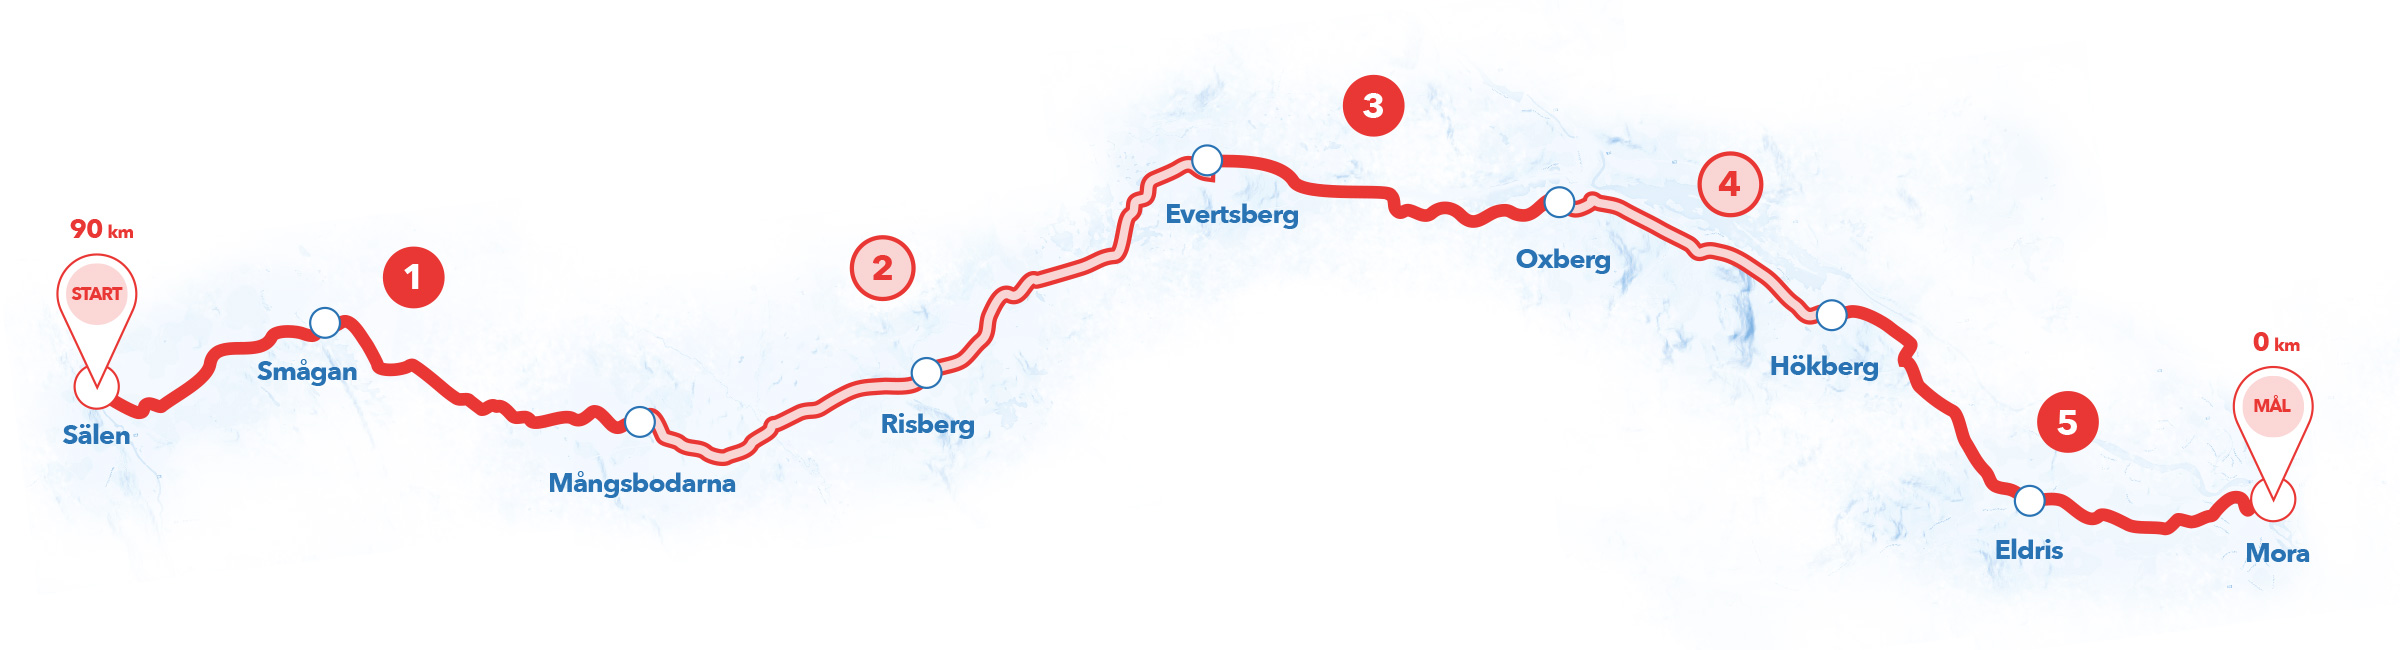 90 km
START
Sälen
Smågan
1
Mångsbodarna
2
Risberg
Evertsberg
3
Oxberg
4
Hökberg
5
Eldris
0 km
MÅL
Mora